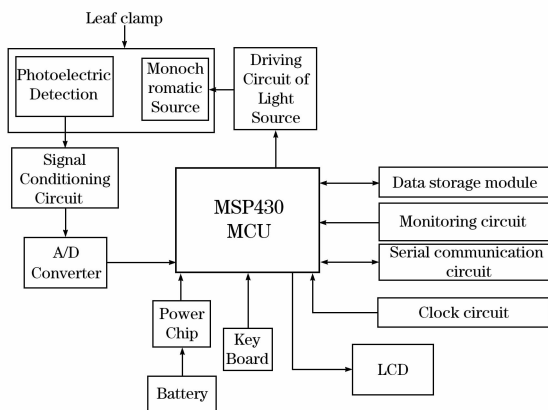 Leaf clamp
Photoelectric
Detection
Monoch
romatic
Source
Driving
Circuit of
Light
Source
Signal
Conditioning
Circuit
A/D
Converter
MSP430
MCU
Data storage module
Monitoring circuit
Serial communication
circuit
Clock circuit
Power
Chip
Key
Board
LCD
Battery